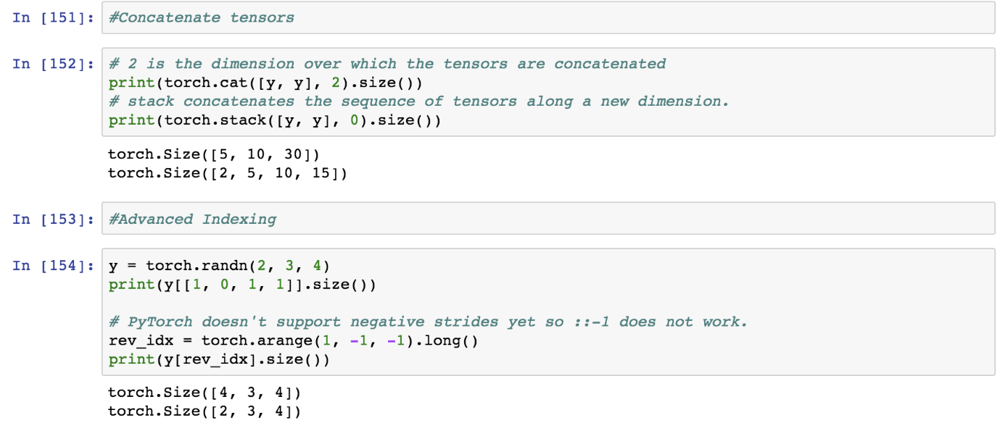 In [151]: #Concatenate tensors
In [152]: # 2 is the dimension over which the tensors are concatenated
print(torch.cat([y, y], 2).size())
# stack concatenates the sequence of tensors along a new dimension.
print(torch.stack([y, y], 0).size())
torch.Size([5, 10, 30])
torch.Size([2, 5, 10, 15])
In [153]: #Advanced Indexing
In [154]: y = torch.randn(2, 3, 4)
print(y[[1, 0, 1, 1]].size())
# PyTorch doesn't support negative strides yet so ::-1 does not work.
rev_idx = torch.arange(1, -1, -1).long()
print(y[rev_idx].size())
torch.Size([4, 3, 4])
torch.Size([2, 3, 4])